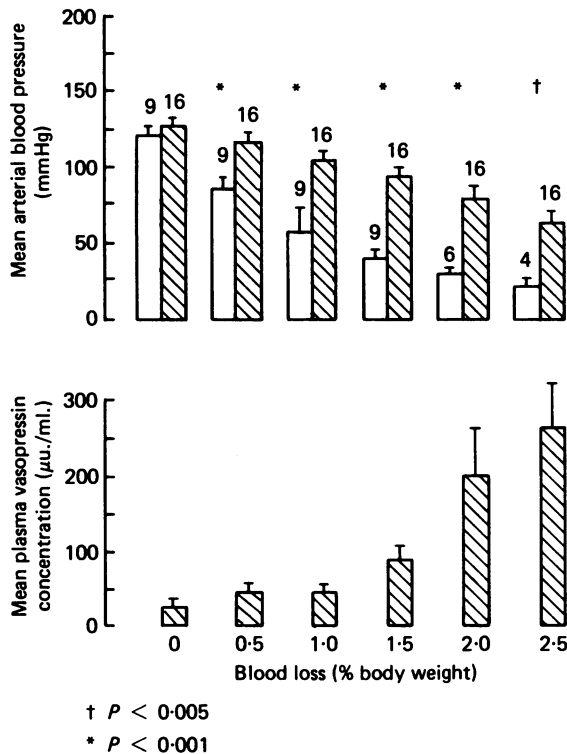 200
150
100
50
0
Mean arterial blood pressure
(mmHg)
* * * * †
9 16
9 16
9 16
9 16
6 16
4 16
300
200
100
0
Mean plasma vasopressin
concentration (μu./ml.)
0 0·5 1·0 1·5 2·0 2·5
Blood loss (% body weight)
† P < 0·005
* P < 0·001